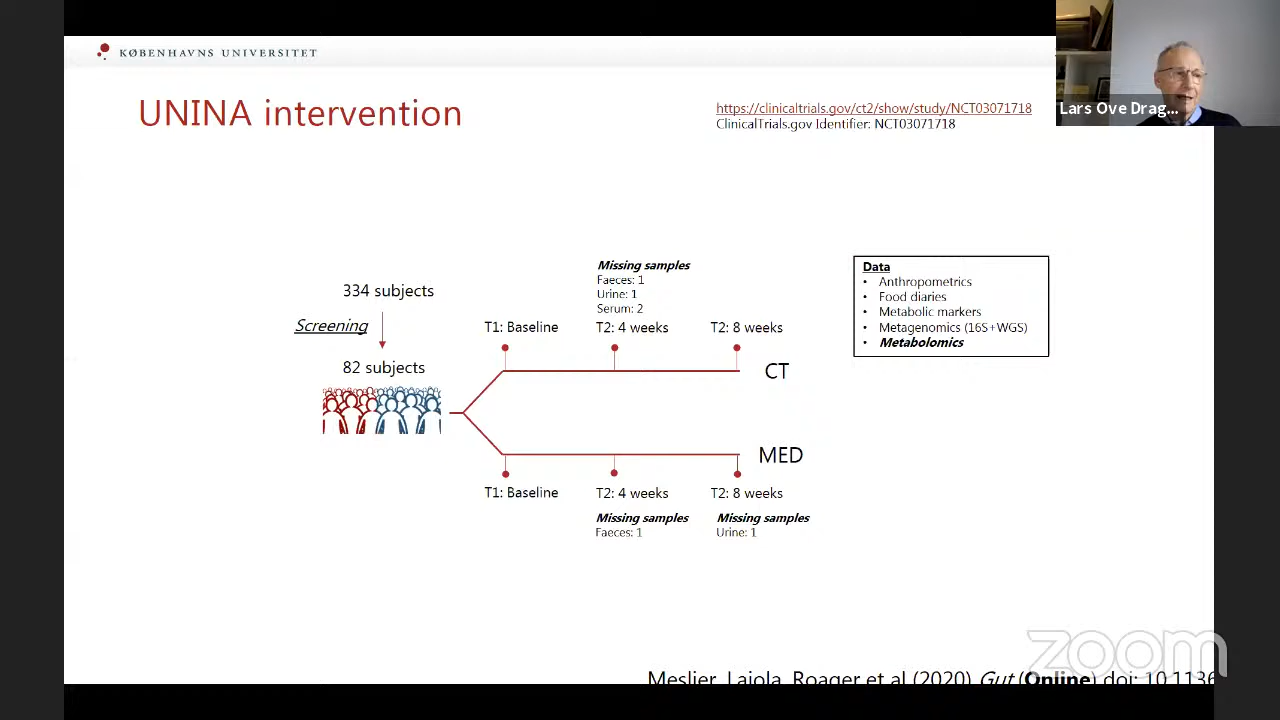 KØBENHAVNS UNIVERSITET
Lars Ove Drag...
UNINA intervention
https://clinicaltrials.gov/ct2/show/study/NCT03071718
ClinicalTrials.gov Identifier: NCT03071718
334 subjects
Screening
82 subjects
Missing samples
Faeces: 1
Urine: 1
Serum: 2
T1: Baseline
T2: 4 weeks
T2: 8 weeks
CT
MED
T1: Baseline
T2: 4 weeks
T2: 8 weeks
Missing samples
Faeces: 1
Missing samples
Urine: 1
Data
• Anthropometrics
• Food diaries
• Metabolic markers
• Metagenomics (16S+WGS)
• Metabolomics
zoom
Meslier, Laiola, Roager et al (2020) Gut (Online) doi: 10.1136